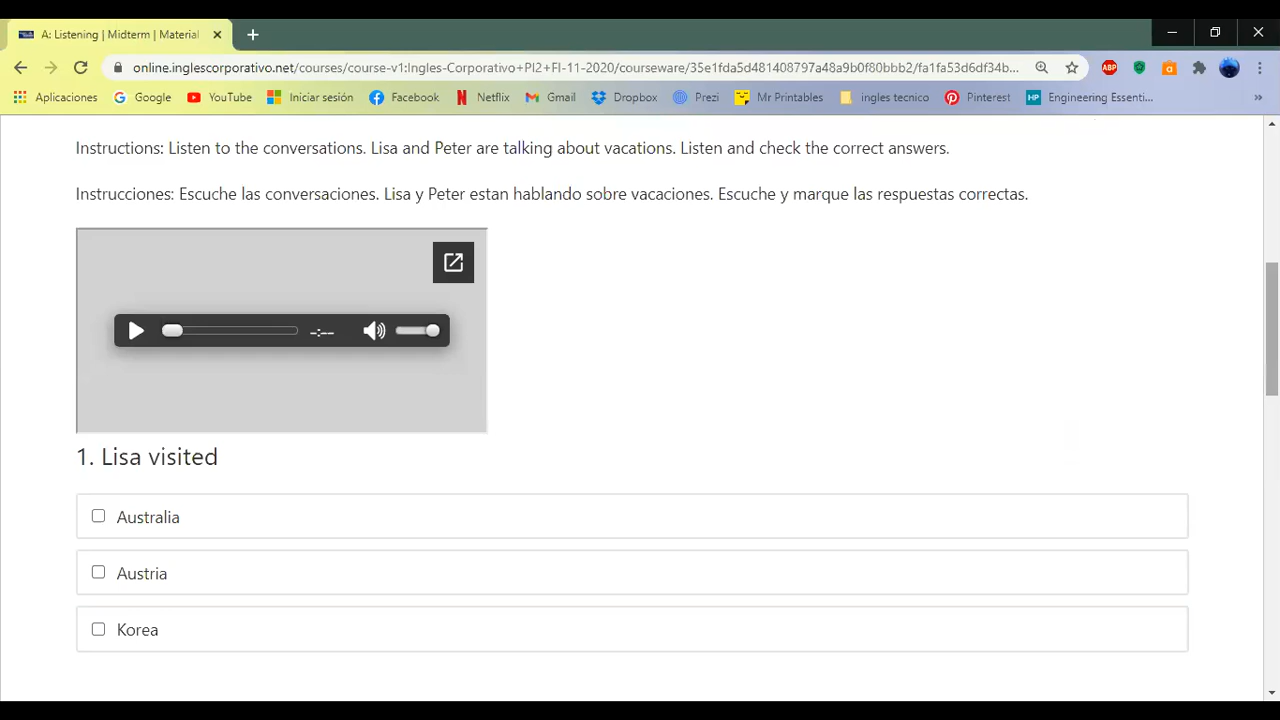 A: Listening | Midterm | Material
online.inglescorporativo.net/courses/course-v1:Ingles-Corporativo+PI2+FI-11-2020/courseware/35e1fda5d481408797a48a9b0f80bbb2/fa1fa53d6df34b...
Aplicaciones Google YouTube Iniciar sesión Facebook Netflix Gmail Dropbox Prezi Mr Printables ingles tecnico Pinterest HP Engineering Essenti... »
Instructions: Listen to the conversations. Lisa and Peter are talking about vacations. Listen and check the correct answers.
Instrucciones: Escuche las conversaciones. Lisa y Peter estan hablando sobre vacaciones. Escuche y marque las respuestas correctas.
-:--
1. Lisa visited
Australia
Austria
Korea